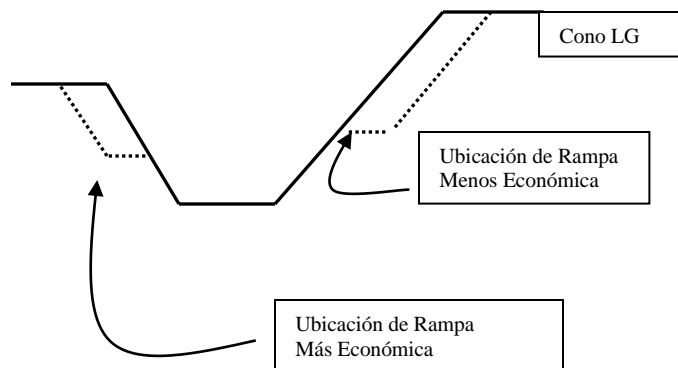 Cono LG
Ubicación de Rampa
Menos Económica
Ubicación de Rampa
Más Económica